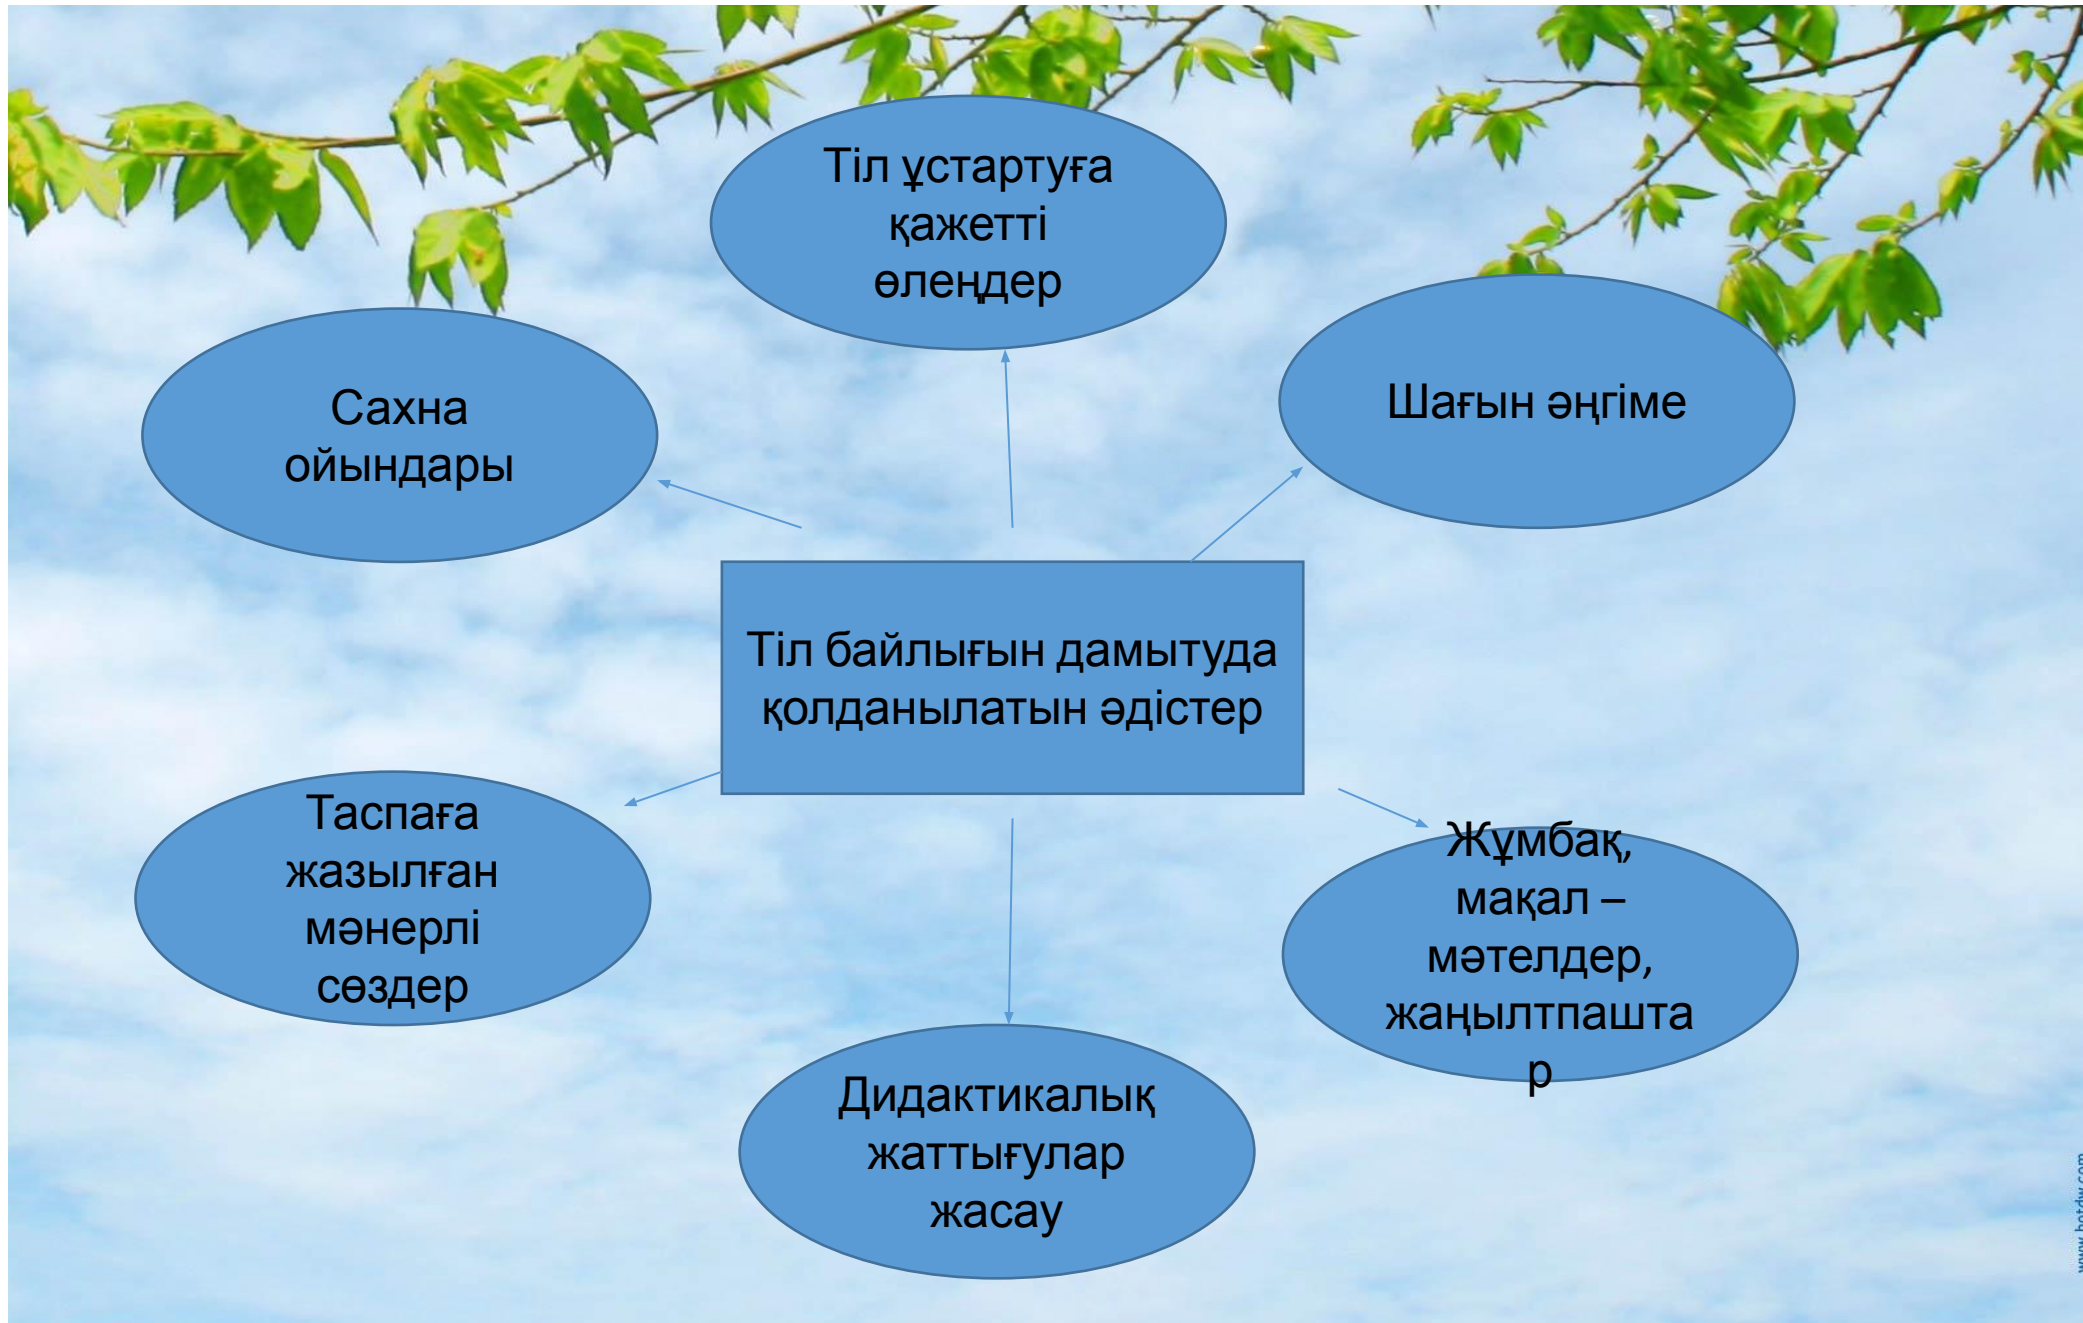 Тіл ұстартуға
қажетті
өлеңдер
Сахна
ойындары
Шағын әңгіме
Тіл байлығын дамытуда
қолданылатын әдістер
Таспаға
жазылған
мәнерлі
сөздер
Жұмбақ,
мақал –
мәтелдер,
жаңылтпашта
р
Дидактикалық
жаттығулар
жасау